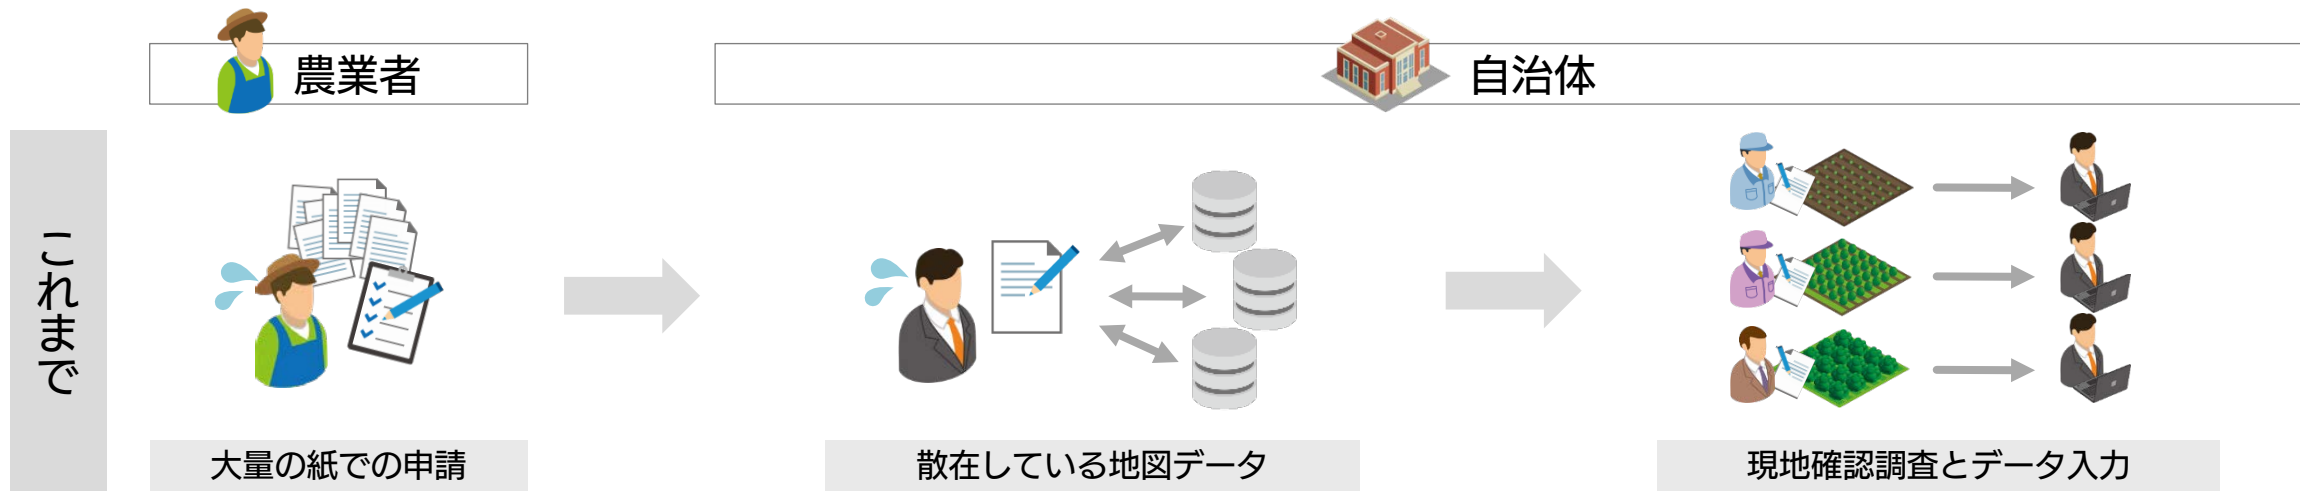 農業者
自治体
これまで
大量の紙での申請
散在している地図データ
現地確認調査とデータ入力